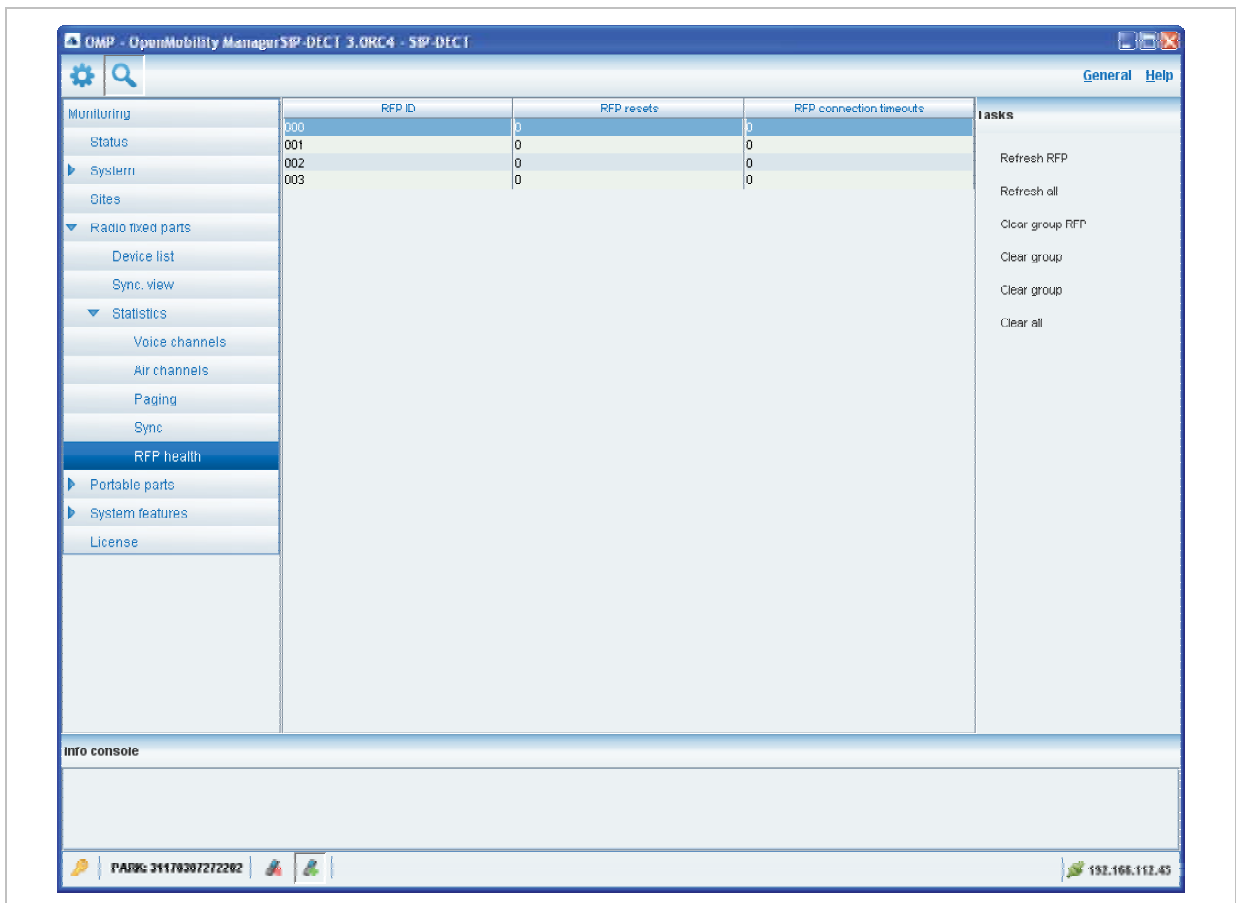 OMP - OpenMobility Manager SIP-DECT 3.0RC4 - SIP-DECT
General Help
Monitoring
Status
System
Sites
Radio fixed parts
Device list
Sync. view
Statistics
Voice channels
Air channels
Paging
Sync
RFP health
Portable parts
System features
License
RFP ID RFP resets RFP connection timeouts
000 0 0
001 0 0
002 0 0
003 0 0
Tasks
Refresh RFP
Refresh all
Clear group RFP
Clear group
Clear group
Clear all
Info console
PARK: 31170307272202
192.168.112.45